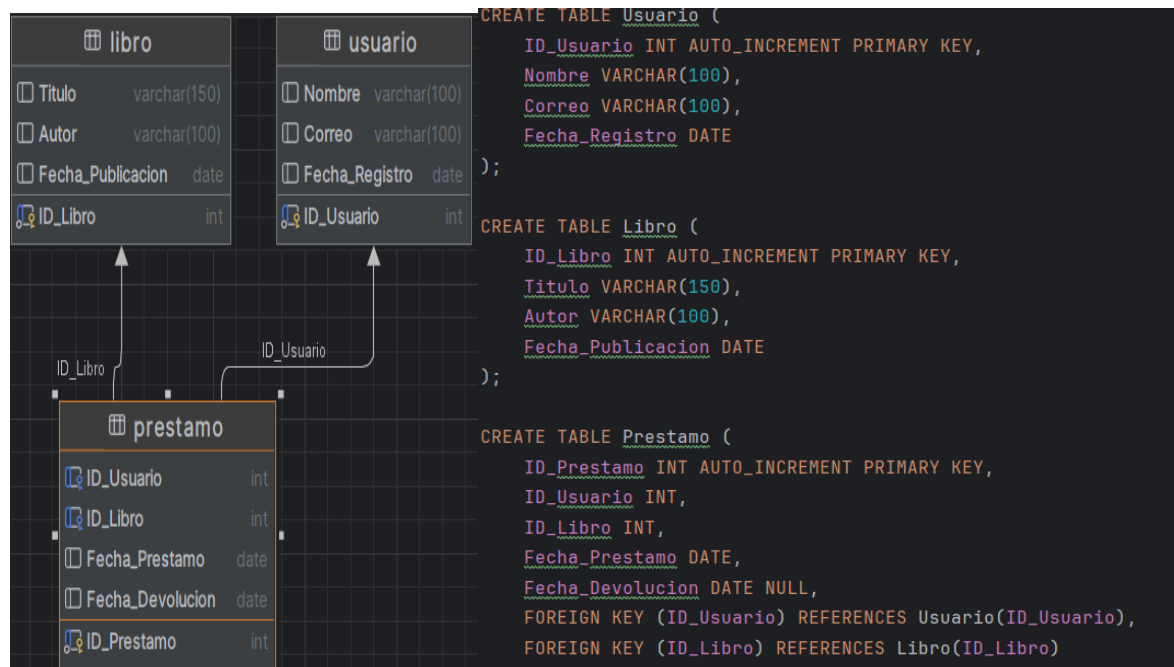 libro
Titulo varchar(150)
Autor varchar(100)
Fecha_Publicacion date
ID_Libro int
usuario
Nombre varchar(100)
Correo varchar(100)
Fecha_Registro date
ID_Usuario int
ID_Libro
ID_Usuario
prestamo
ID_Usuario int
ID_Libro int
Fecha_Prestamo date
Fecha_Devolucion date
ID_Prestamo int
CREATE TABLE Usuario (
ID_Usuario INT AUTO_INCREMENT PRIMARY KEY,
Nombre VARCHAR(100),
Correo VARCHAR(100),
Fecha_Registro DATE
);
CREATE TABLE Libro (
ID_Libro INT AUTO_INCREMENT PRIMARY KEY,
Titulo VARCHAR(150),
Autor VARCHAR(100),
Fecha_Publicacion DATE
);
CREATE TABLE Prestamo (
ID_Prestamo INT AUTO_INCREMENT PRIMARY KEY,
ID_Usuario INT,
ID_Libro INT,
Fecha_Prestamo DATE,
Fecha_Devolucion DATE NULL,
FOREIGN KEY (ID_Usuario) REFERENCES Usuario(ID_Usuario),
FOREIGN KEY (ID_Libro) REFERENCES Libro(ID_Libro)